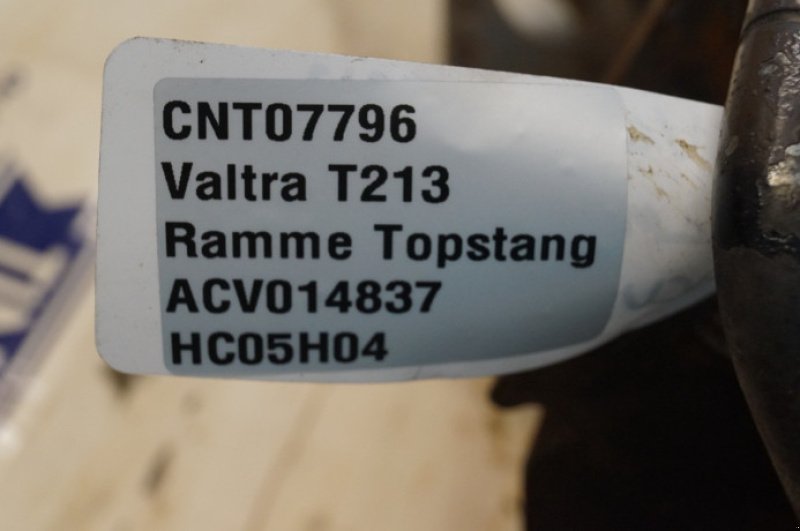 CNT07796
Valtra T213
Ramme Topstang
ACV014837
HC05H04